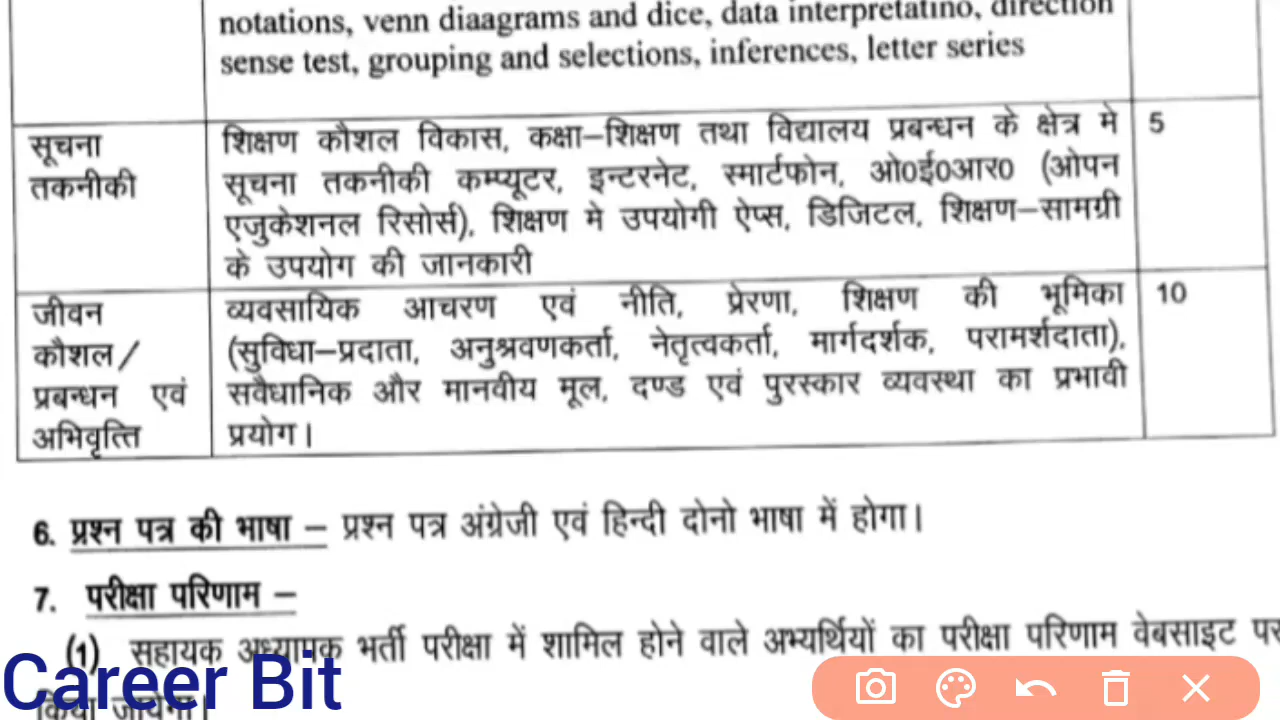 notations, venn diaagrams and dice, data interpretatino, direction
sense test, grouping and selections, inferences, letter series
सूचना
तकनीकी
शिक्षण कौशल विकास, कक्षा–शिक्षण तथा विद्यालय प्रबन्धन के क्षेत्र मे
सूचना तकनीकी कम्प्यूटर, इन्टरनेट, स्मार्टफोन, ओ0ई0आर0 (ओपन
एजुकेशनल रिसोर्स), शिक्षण मे उपयोगी ऐप्स, डिजिटल, शिक्षण–सामग्री
के उपयोग की जानकारी
5
जीवन
कौशल/
प्रबन्धन एवं
अभिवृत्ति
व्यवसायिक आचरण एवं नीति, प्रेरणा, शिक्षण की भूमिका
(सुविधा–प्रदाता, अनुश्रवणकर्ता, नेतृत्वकर्ता, मार्गदर्शक, परामर्शदाता),
सवैधानिक और मानवीय मूल, दण्ड एवं पुरस्कार व्यवस्था का प्रभावी
प्रयोग।
10
6. प्रश्न पत्र की भाषा – प्रश्न पत्र अंग्रेजी एवं हिन्दी दोनो भाषा में होगा।
7. परीक्षा परिणाम –
(1) सहायक अध्यापक भर्ती परीक्षा में शामिल होने वाले अभ्यर्थियों का परीक्षा परिणाम वेबसाइट पर
किया जायेगा।
Career Bit